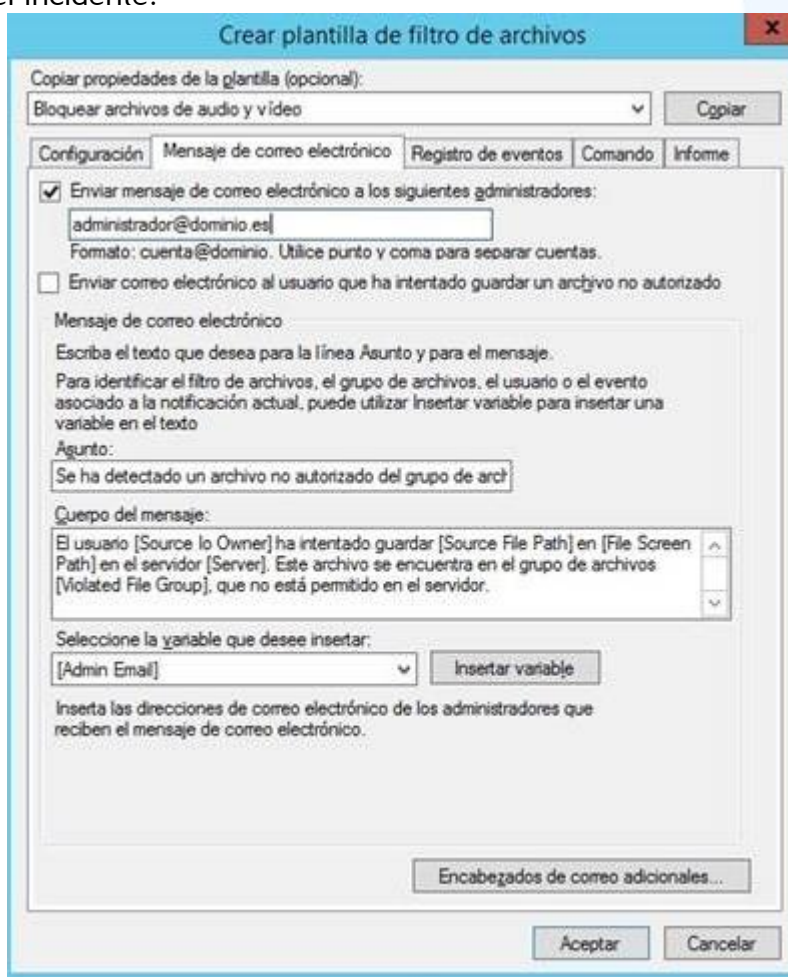 el incidente.
Crear plantilla de filtro de archivos
x
Copiar propiedades de la plantilla (opcional):
Bloquear archivos de audio y vídeo
Copiar
Configuración
Mensaje de correo electrónico
Registro de eventos
Comando
Informe
Enviar mensaje de correo electrónico a los siguientes administradores:
administrador@dominio.es
Formato: cuenta@dominio. Utilice punto y coma para separar cuentas.
Enviar correo electrónico al usuario que ha intentado guardar un archivo no autorizado
Mensaje de correo electrónico
Escriba el texto que desea para la línea Asunto y para el mensaje.
Para identificar el filtro de archivos, el grupo de archivos, el usuario o el evento
asociado a la notificación actual, puede utilizar Insertar variable para insertar una
variable en el texto
Asunto:
Se ha detectado un archivo no autorizado del grupo de arch
Cuerpo del mensaje:
El usuario [Source Io Owner] ha intentado guardar [Source File Path] en [File Screen
Path] en el servidor [Server]. Este archivo se encuentra en el grupo de archivos
[Violated File Group], que no está permitido en el servidor.
Seleccione la variable que desee insertar:
[Admin Email]
Insertar variable
Inserta las direcciones de correo electrónico de los administradores que
reciben el mensaje de correo electrónico.
Encabezados de correo adicionales...
Aceptar
Cancelar